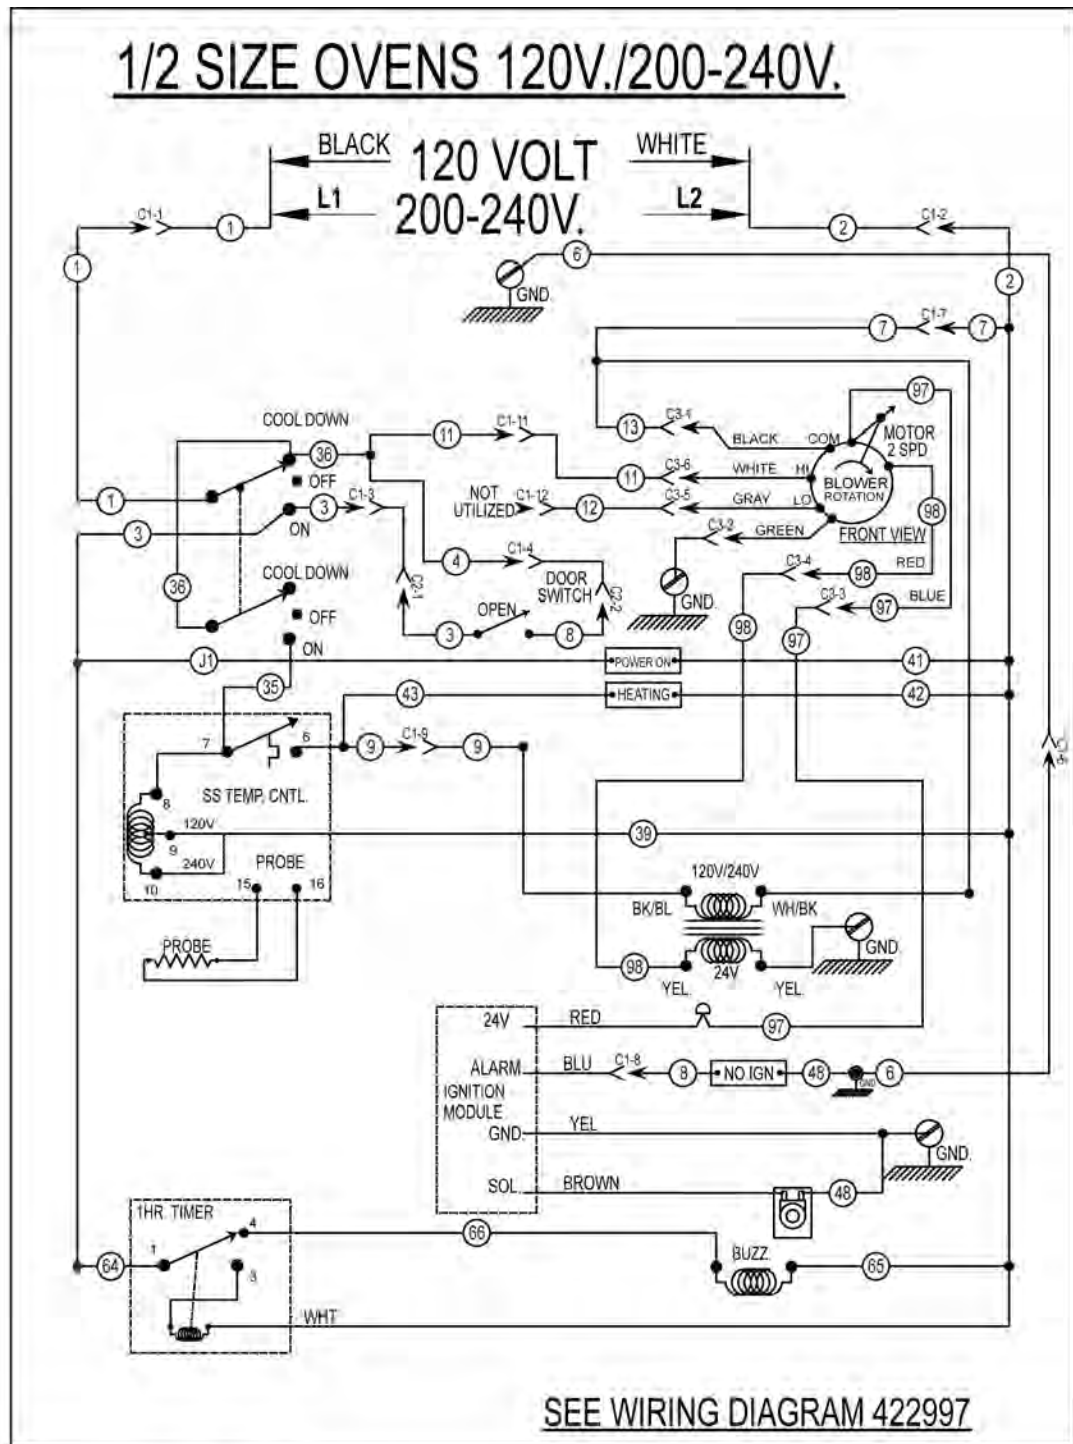 1/2 SIZE OVENS 120V./200-240V.
BLACK 120 VOLT WHITE
L1 200-240V. L2
C1-1 1 2 C1-2
1 6 2
GND.
7 C1-7 7
97
COOL DOWN
36 11 C1-11 13 C3-1 BLACK COM MOTOR
2 SPD
11 C3-6 WHITE HI BLOWER
ROTATION
OFF
1 3 C1-3 NOT
UTILIZED C1-12 12 C3-5 GRAY LO
98
3 ON C3-2 GREEN FRONT VIEW
4 C1-4 C3-4 98 RED
COOL DOWN DOOR
SWITCH
36 C2-1 C2-2 GND. C3-3 97 BLUE
OFF OPEN
3 8 98 97
ON
J1 POWER ON 41
35 43 HEATING 42
7 6 9 C1-9 9 C1-6
8 SS TEMP. CNTL.
120V
9 39
240V PROBE
10 15 16 120V/240V
BK/BL WH/BK
PROBE GND.
98 24V
YEL. YEL.
24V RED 97
ALARM BLU C1-8 8 NO IGN 48 GND 6
IGNITION
MODULE
GND. YEL GND.
SOL. BROWN 48
1HR. TIMER
4 66
64 1 3 BUZZ. 65
WHT
SEE WIRING DIAGRAM 422997